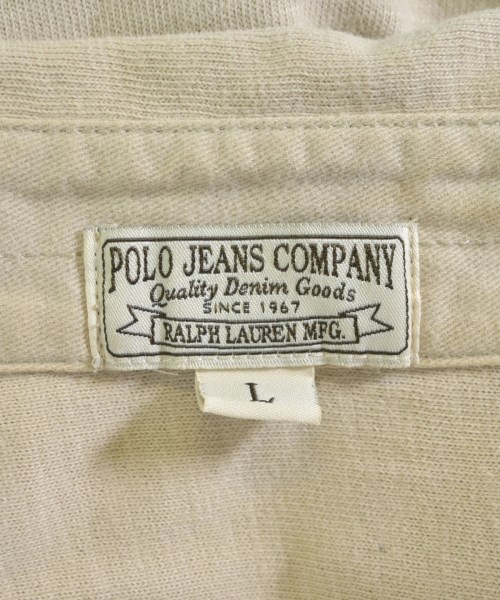 POLO JEANS COMPANY
Quality Denim Goods
SINCE 1967
RALPH LAUREN MFG.
L